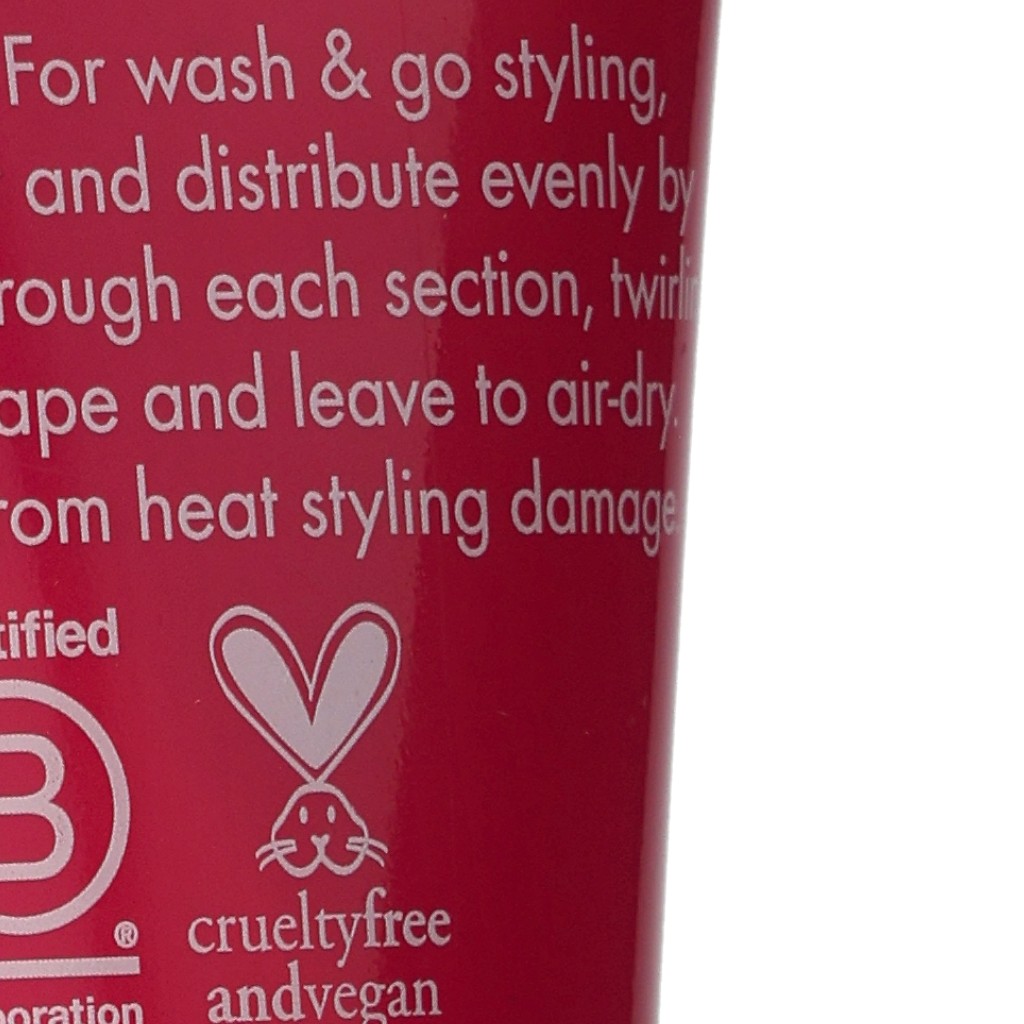 For wash & go styling,
and distribute evenly by
rough each section, twirlin
ape and leave to air-dry.
rom heat styling damage.
tified
B
®
crueltyfree
andvegan
poration